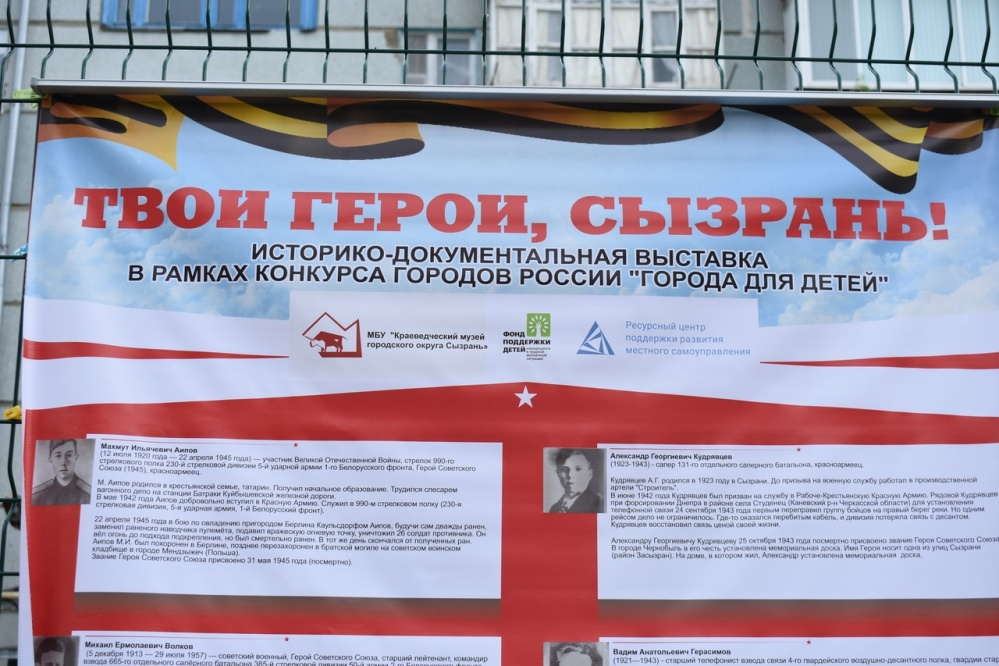 ТВОИ ГЕРОИ, СЫЗРАНЬ!
ИСТОРИКО-ДОКУМЕНТАЛЬНАЯ ВЫСТАВКА
В РАМКАХ КОНКУРСА ГОРОДОВ РОССИИ "ГОРОДА ДЛЯ ДЕТЕЙ"
МБУ "Краеведческий музей
городского округа Сызрань»
ФОНД
ПОДДЕРЖКИ
ДЕТЕЙ
Ресурсный центр
поддержки развития
местного самоуправления
Махмут Ильячевич Аипов
(12 июля 1920 года — 22 апреля 1945 года) — участник Великой Отечественной Войны, стрелок 990-го
стрелкового полка 230-й стрелковой дивизии 5-й ударной армии 1-го Белорусского фронта, Герой Советского
Союза (1945), красноармеец.
М. Аипов родился в крестьянской семье, татарин. Получил начальное образование. Трудился слесарем
вагонного депо на станции Батраки Куйбышевской железной дороги.
В мае 1942 года Аипов добровольно вступил в Красную Армию. Служил в 990-м стрелковом полку (230-я
стрелковая дивизия, 5-я ударная армия, 1-й Белорусский фронт).
22 апреля 1945 года в бою по овладению пригородом Берлина Каульсдорфом Аипов, будучи сам дважды ранен,
заменил раненого наводчика пулемёта, подавил вражескую огневую точку, уничтожил 26 солдат противника. Он
вёл огонь до подхода подкрепления, но был смертельно ранен. В тот же день скончался от полученных ран.
Аипов М.И. был похоронен в Берлине, позднее перезахоронен в братской могиле на советском воинском
кладбище в городе Мендзыжеч (Польша).
Звание Героя Советского Союза присвоено 31 мая 1945 года (посмертно).
Александр Георгиевич Кудрявцев
(1923-1943) - сапер 131-го отдельного саперного батальона, красноармеец.
Кудрявцев А.Г. родился в 1923 году в Сызрани. До призыва на военную службу работал в производственной
артели "Строитель".
В июне 1942 года Кудрявцев был призван на службу в Рабоче-Крестьянскую Красную Армию. Рядовой Кудрявцев
при форсировании Днепра в районе села Студенец (Каневский р-н Черкасской области) для установления
телефонной связи 24 сентября 1943 года первым переправил группу бойцов на правый берег реки. Но одним
рейсом дело не ограничилось. Где-то оказался перебитым кабель, и дивизия потеряла связь с десантом.
Кудрявцев восстановил связь ценой своей жизни.
Александру Георгиевичу Кудрявцеву 25 октября 1943 года посмертно присвоено звание Героя Советского Союза
В городе Чернобыль в его честь установлена мемориальная доска. Имя Героя носит одна из улиц Сызрани
(район Засызран). На доме, в котором жил, Александр установлена мемориальная доска.
Михаил Ермолаевич Волков
(5 декабря 1913 — 29 июля 1957) — советский военный, Герой Советского Союза, старший лейтенант, командир
взвода 665-го отдельного сапёрного батальона 385-й стрелковой дивизии 50-й армии 2-го Белорусского фронта.
Вадим Анатольевич Герасимов
(1921—1943) - старший телефонист взвода связи 4-го гвардейского воздушно-десантного полка, гвардии